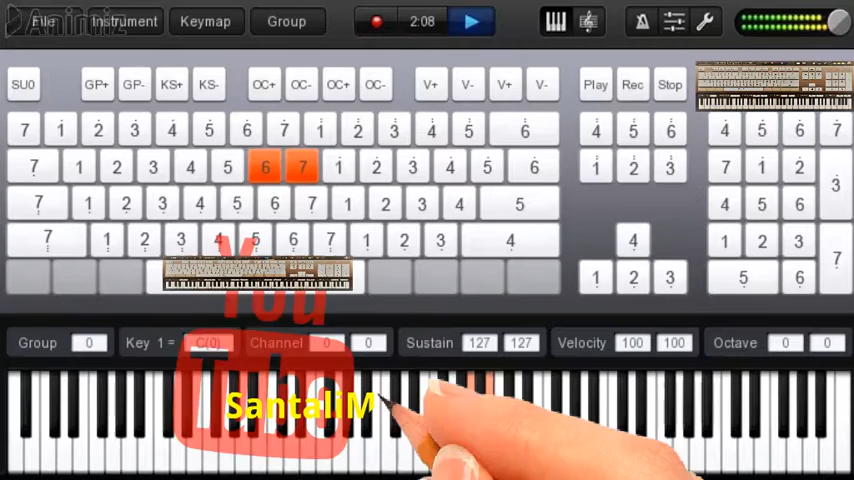 Animiz
File Instrument Keymap Group 2:08
SU0 GP+ GP- KS+ KS- OC+ OC- OC+ OC- V+ V- V+ V- Play Rec Stop
7 1 2 3 4 5 6 7 1 2 3 4 5 6 4 5 6 4 5 6 7
7 1 2 3 4 5 6 7 1 2 3 4 5 6 1 2 3 7 1 2 3
7 1 2 3 4 5 6 7 1 2 3 4 5 4 5 6
7 1 2 3 4 5 6 7 1 2 3 4 4 1 2 3 7
1 2 3 5 6
Group 0 Key 1 = C(0) Channel 0 0 Sustain 127 127 Velocity 100 100 Octave 0 0
You
Tube
SantaliM